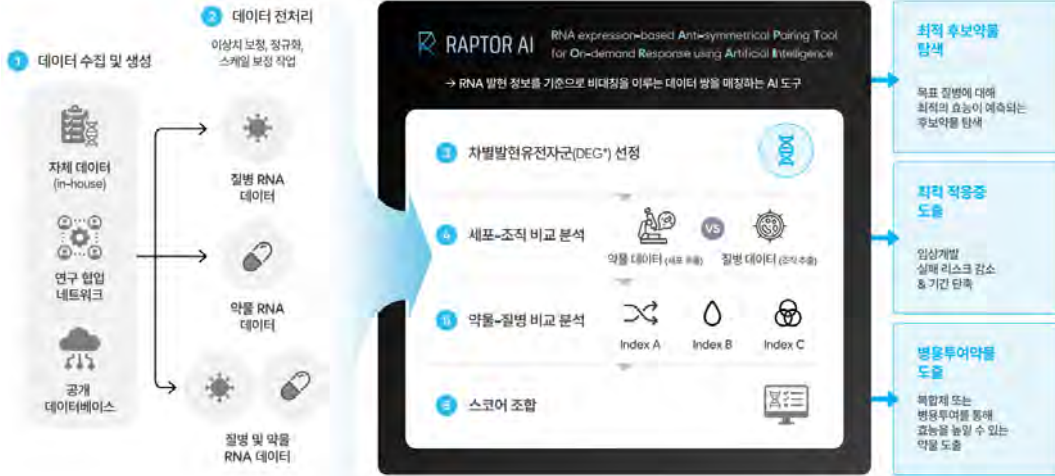 1 데이터 수집 및 생성
자체 데이터
(in-house)
연구 협업
네트워크
공개
데이터베이스
2 데이터 전처리
이상치 보정, 정규화,
스케일 보정 작업
질병 RNA
데이터
약물 RNA
데이터
질병 및 약물
RNA 데이터
RAPTOR AI
RNA expression-based Anti-symmetrical Pairing Tool
for On-demand Response using Artificial Intelligence
→ RNA 발현 정보를 기준으로 비대칭을 이루는 데이터 쌍을 매칭하는 AI 도구
3 차별발현유전자군(DEG*) 선정
4 세포-조직 비교 분석
VS
약물 데이터 (세포 추출)
질병 데이터 (조직 추출)
5 약물-질병 비교 분석
Index A
Index B
Index C
6 스코어 조합
최적 후보약물
탐색
목표 질병에 대해
최적의 효능이 예측되는
후보약물 탐색
최적 적응증
도출
임상개발
실패 리스크 감소
& 기간 단축
병용투여약물
도출
복합제 또는
병용투여를 통해
효능을 높일 수 있는
약물 도출